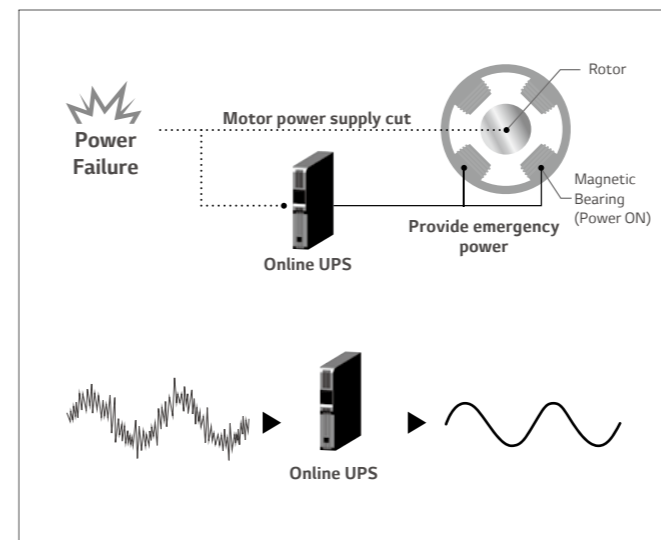 Rotor
Motor power supply cut
Power
Failure
Magnetic
Bearing
(Power ON)
Provide emergency
power
Online UPS
Online UPS